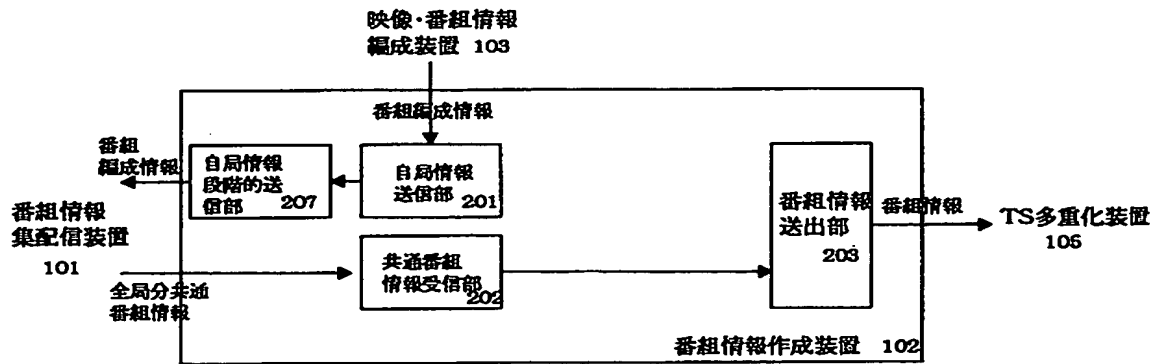 映像・番組情報
編成装置 103
番組編成情報
番組
編成情報
自局情報
段階的送
信部 207
自局情報
送信部 201
番組情報
集配信装置
101
全局分共通
番組情報
共通番組
情報受信部 202
番組情報
送出部
203
番組情報
TS多重化装置
105
番組情報作成装置 102